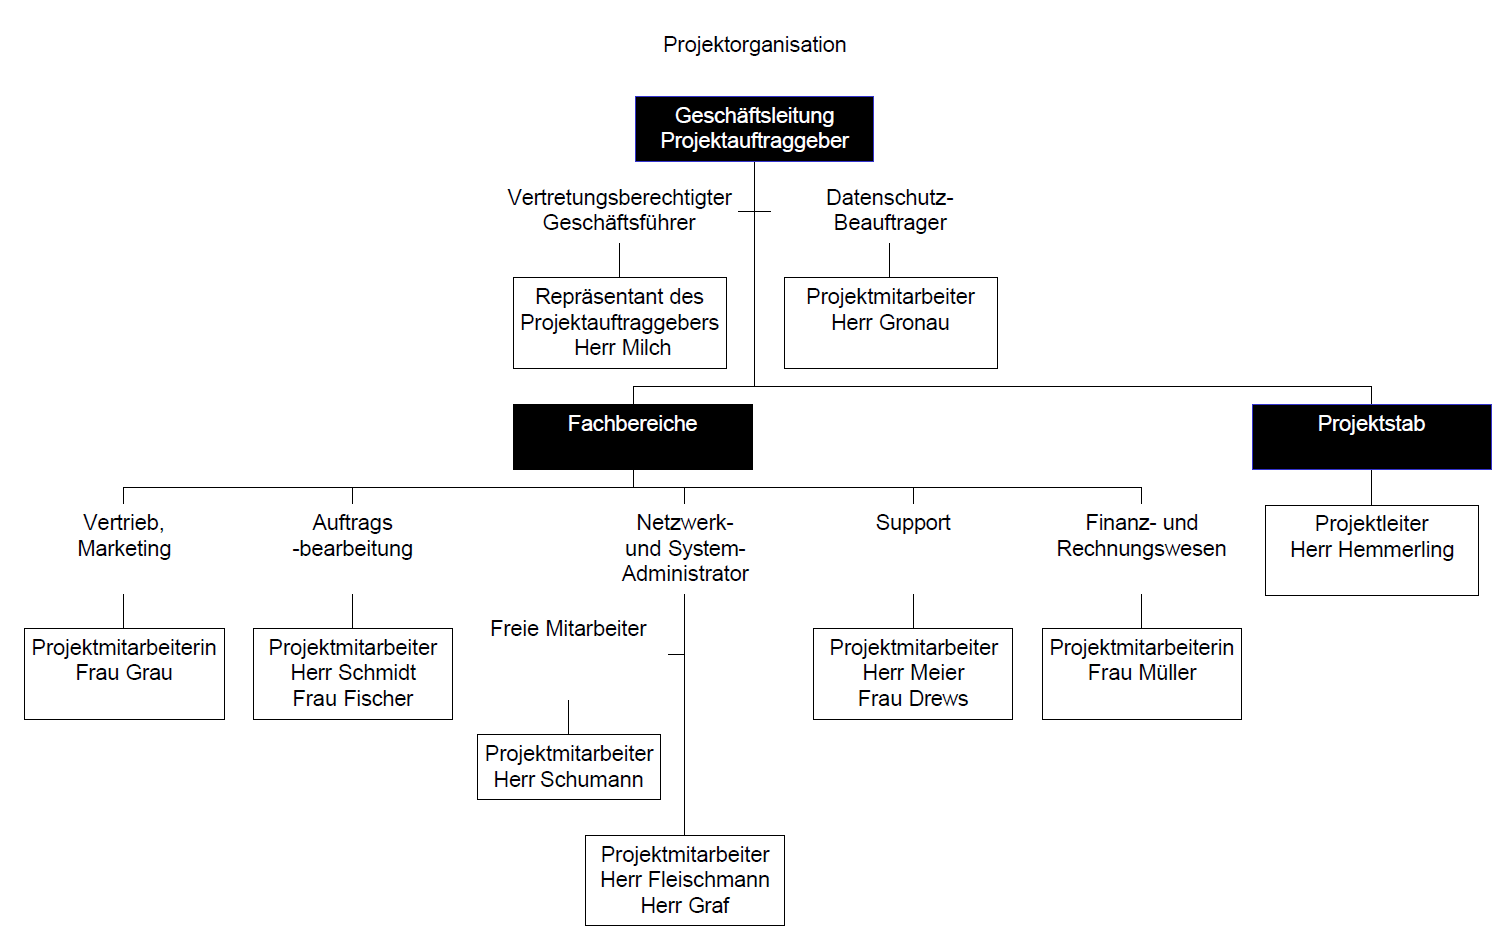 Projektorganisation
Geschäftsleitung
Projektauftraggeber
Vertretungsberechtigter
Geschäftsführer
Datenschutz-
Beauftrager
Repräsentant des
Projektauftraggebers
Herr Milch
Projektmitarbeiter
Herr Gronau
Fachbereiche
Projektstab
Vertrieb,
Marketing
Auftrags
-bearbeitung
Netzwerk-
und System-
Administrator
Support
Finanz- und
Rechnungswesen
Projektleiter
Herr Hemmerling
Freie Mitarbeiter
Projektmitarbeiterin
Frau Grau
Projektmitarbeiter
Herr Schmidt
Frau Fischer
Projektmitarbeiter
Herr Meier
Frau Drews
Projektmitarbeiterin
Frau Müller
Projektmitarbeiter
Herr Schumann
Projektmitarbeiter
Herr Fleischmann
Herr Graf